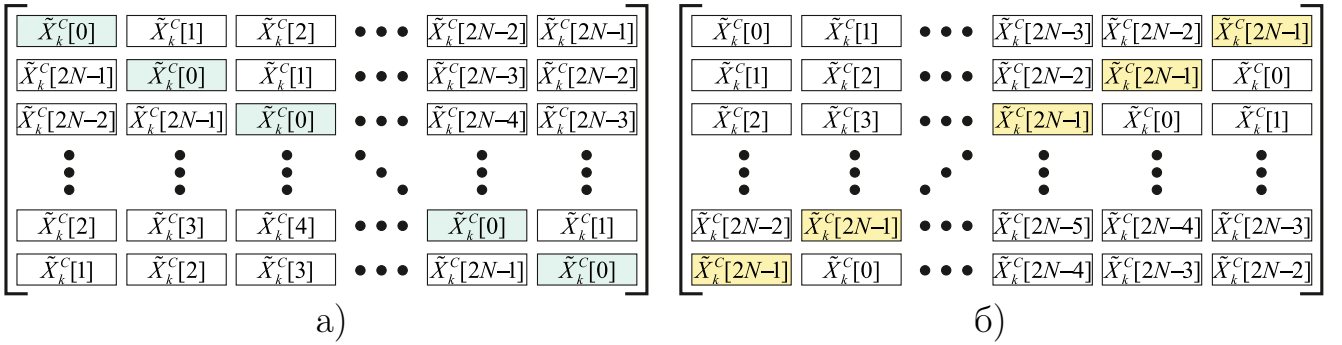 X̃ₖᶜ[0] X̃ₖᶜ[1] X̃ₖᶜ[2] ••• X̃ₖᶜ[2N–2] X̃ₖᶜ[2N–1] X̃ₖᶜ[0] X̃ₖᶜ[1] ••• X̃ₖᶜ[2N–3] X̃ₖᶜ[2N–2] X̃ₖᶜ[2N–1]
X̃ₖᶜ[2N–1] X̃ₖᶜ[0] X̃ₖᶜ[1] ••• X̃ₖᶜ[2N–3] X̃ₖᶜ[2N–2] X̃ₖᶜ[1] X̃ₖᶜ[2] ••• X̃ₖᶜ[2N–2] X̃ₖᶜ[2N–1] X̃ₖᶜ[0]
X̃ₖᶜ[2N–2] X̃ₖᶜ[2N–1] X̃ₖᶜ[0] ••• X̃ₖᶜ[2N–4] X̃ₖᶜ[2N–3] X̃ₖᶜ[2] X̃ₖᶜ[3] ••• X̃ₖᶜ[2N–1] X̃ₖᶜ[0] X̃ₖᶜ[1]
X̃ₖᶜ[2] X̃ₖᶜ[3] X̃ₖᶜ[4] ••• X̃ₖᶜ[0] X̃ₖᶜ[1] X̃ₖᶜ[2N–2] X̃ₖᶜ[2N–1] ••• X̃ₖᶜ[2N–5] X̃ₖᶜ[2N–4] X̃ₖᶜ[2N–3]
X̃ₖᶜ[1] X̃ₖᶜ[2] X̃ₖᶜ[3] ••• X̃ₖᶜ[2N–1] X̃ₖᶜ[0] X̃ₖᶜ[2N–1] X̃ₖᶜ[0] ••• X̃ₖᶜ[2N–4] X̃ₖᶜ[2N–3] X̃ₖᶜ[2N–2]
а) б)